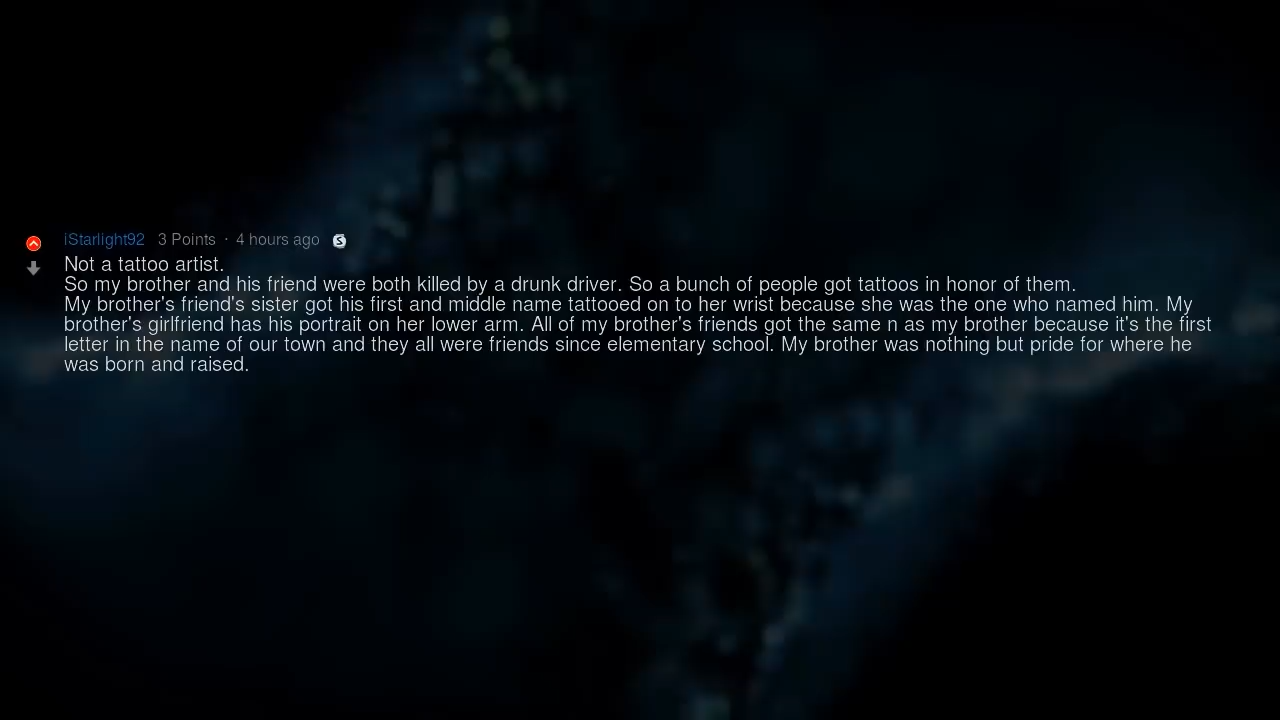 iStarlight92 3 Points · 4 hours ago
Not a tattoo artist.
So my brother and his friend were both killed by a drunk driver. So a bunch of people got tattoos in honor of them.
My brother's friend's sister got his first and middle name tattooed on to her wrist because she was the one who named him. My
brother's girlfriend has his portrait on her lower arm. All of my brother's friends got the same n as my brother because it's the first
letter in the name of our town and they all were friends since elementary school. My brother was nothing but pride for where he
was born and raised.